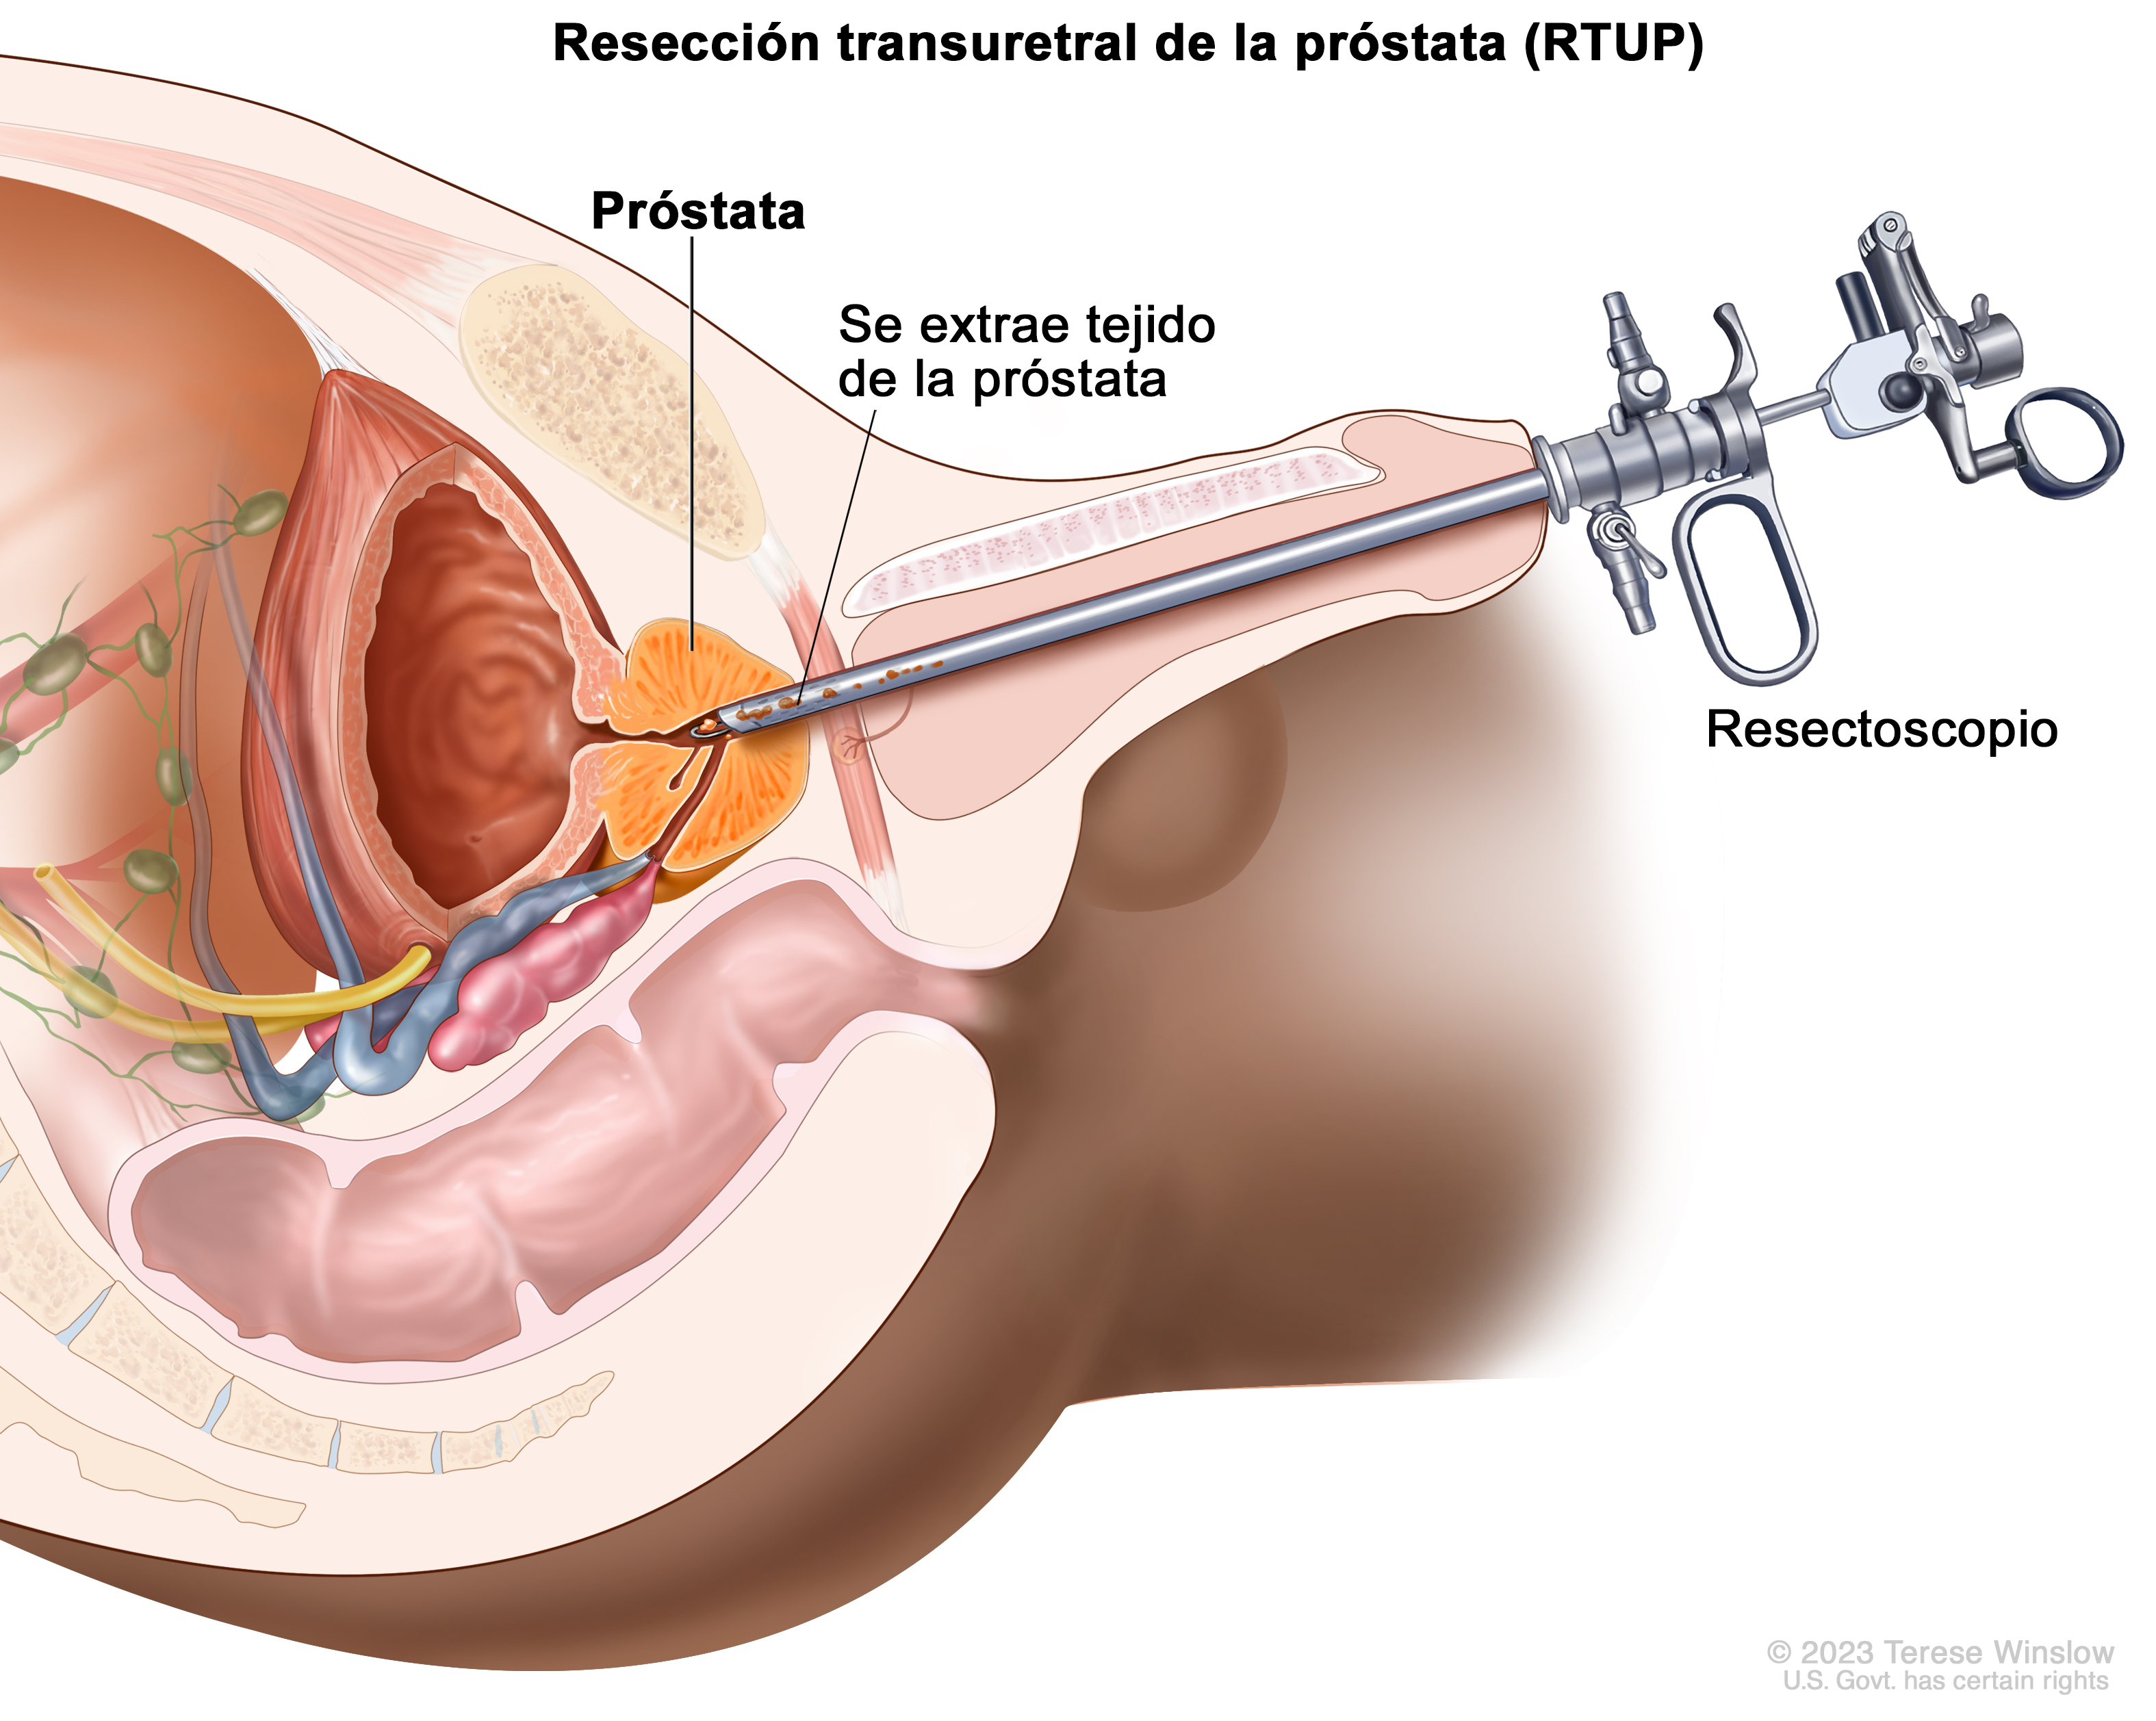 Resección transuretral de la próstata (RTUP)
Próstata
Se extrae tejido
de la próstata
Resectoscopio
© 2023 Terese Winslow
U.S. Govt. has certain rights